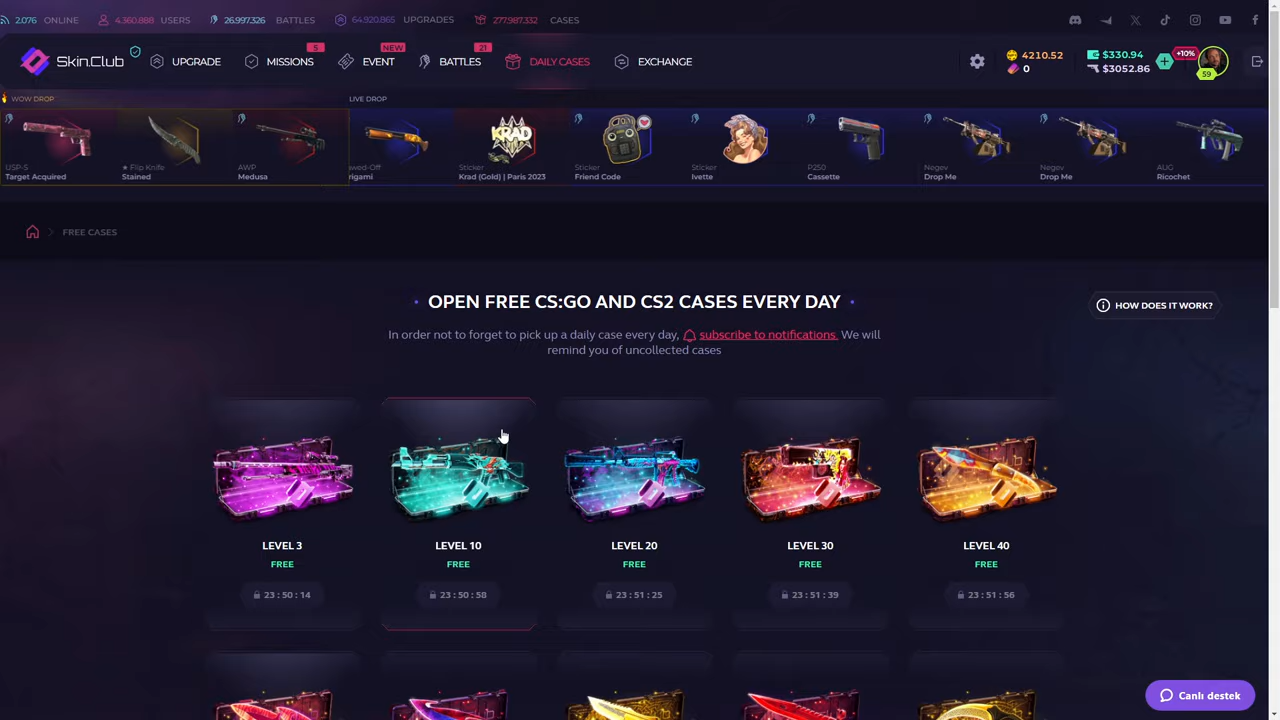 2.076 ONLINE 4.360.868 USERS 26.997.326 BATTLES 64.920.865 UPGRADES 277.987.332 CASES
Skin.Club UPGRADE 5 MISSIONS NEW EVENT 21 BATTLES DAILY CASES EXCHANGE 4210.52 $330.94 +10%
0 $3052.86 59
WOW DROP LIVE DROP
USP-S ★ Flip Knife AWP wed-Off Sticker Sticker Sticker P250 Negev Negev AUG
Target Acquired Stained Medusa rigami Krad (Gold) | Paris 2023 Friend Code Ivette Cassette Drop Me Drop Me Ricochet
FREE CASES
OPEN FREE CS:GO AND CS2 CASES EVERY DAY
HOW DOES IT WORK?
In order not to forget to pick up a daily case every day, subscribe to notifications. We will
remind you of uncollected cases
LEVEL 3 LEVEL 10 LEVEL 20 LEVEL 30 LEVEL 40
FREE FREE FREE FREE FREE
23 : 50 : 14 23 : 50 : 58 23 : 51 : 25 23 : 51 : 39 23 : 51 : 56
Canlı destek